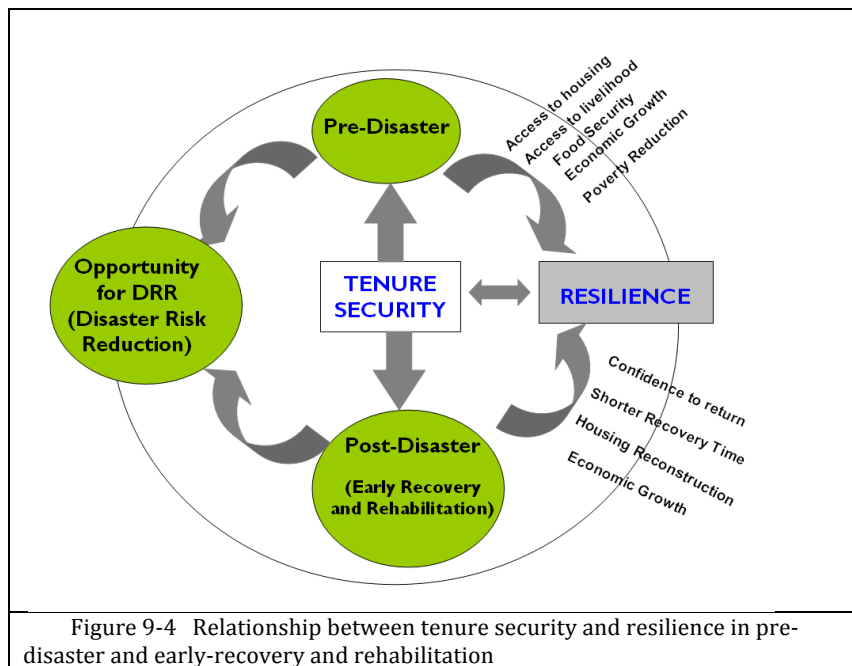 Pre-Disaster
Access to housing
Access to livelihood
Food Security
Economic Growth
Poverty Reduction
Opportunity
for DRR
(Disaster Risk
Reduction)
TENURE
SECURITY
RESILIENCE
Post-Disaster
(Early Recovery
and Rehabilitation)
Confidence to return
Shorter Recovery Time
Housing Reconstruction
Economic Growth
Figure 9-4 Relationship between tenure security and resilience in pre-
disaster and early-recovery and rehabilitation